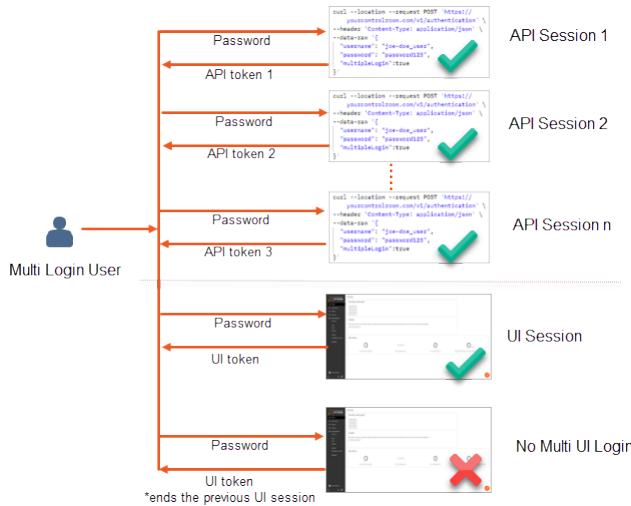 curl --location --request POST 'https://
yourcontrolroom.com/v1/authentication' \
--header 'Content-Type: application/json' \
--data-raw '{
"username": "joe-doe_user",
"password": "password123",
"multipleLogin":true
}'
Password
API token 1
API Session 1
curl --location --request POST 'https://
yourcontrolroom.com/v1/authentication' \
--header 'Content-Type: application/json' \
--data-raw '{
"username": "joe-doe_user",
"password": "password123",
"multipleLogin":true
}'
Password
API token 2
API Session 2
curl --location --request POST 'https://
yourcontrolroom.com/v1/authentication' \
--header 'Content-Type: application/json' \
--data-raw '{
"username": "joe-doe_user",
"password": "password123",
"multipleLogin":true
}'
Password
API token 3
API Session n
Multi Login User
Password
UI token
UI Session
Password
UI token
*ends the previous UI session
No Multi UI Login